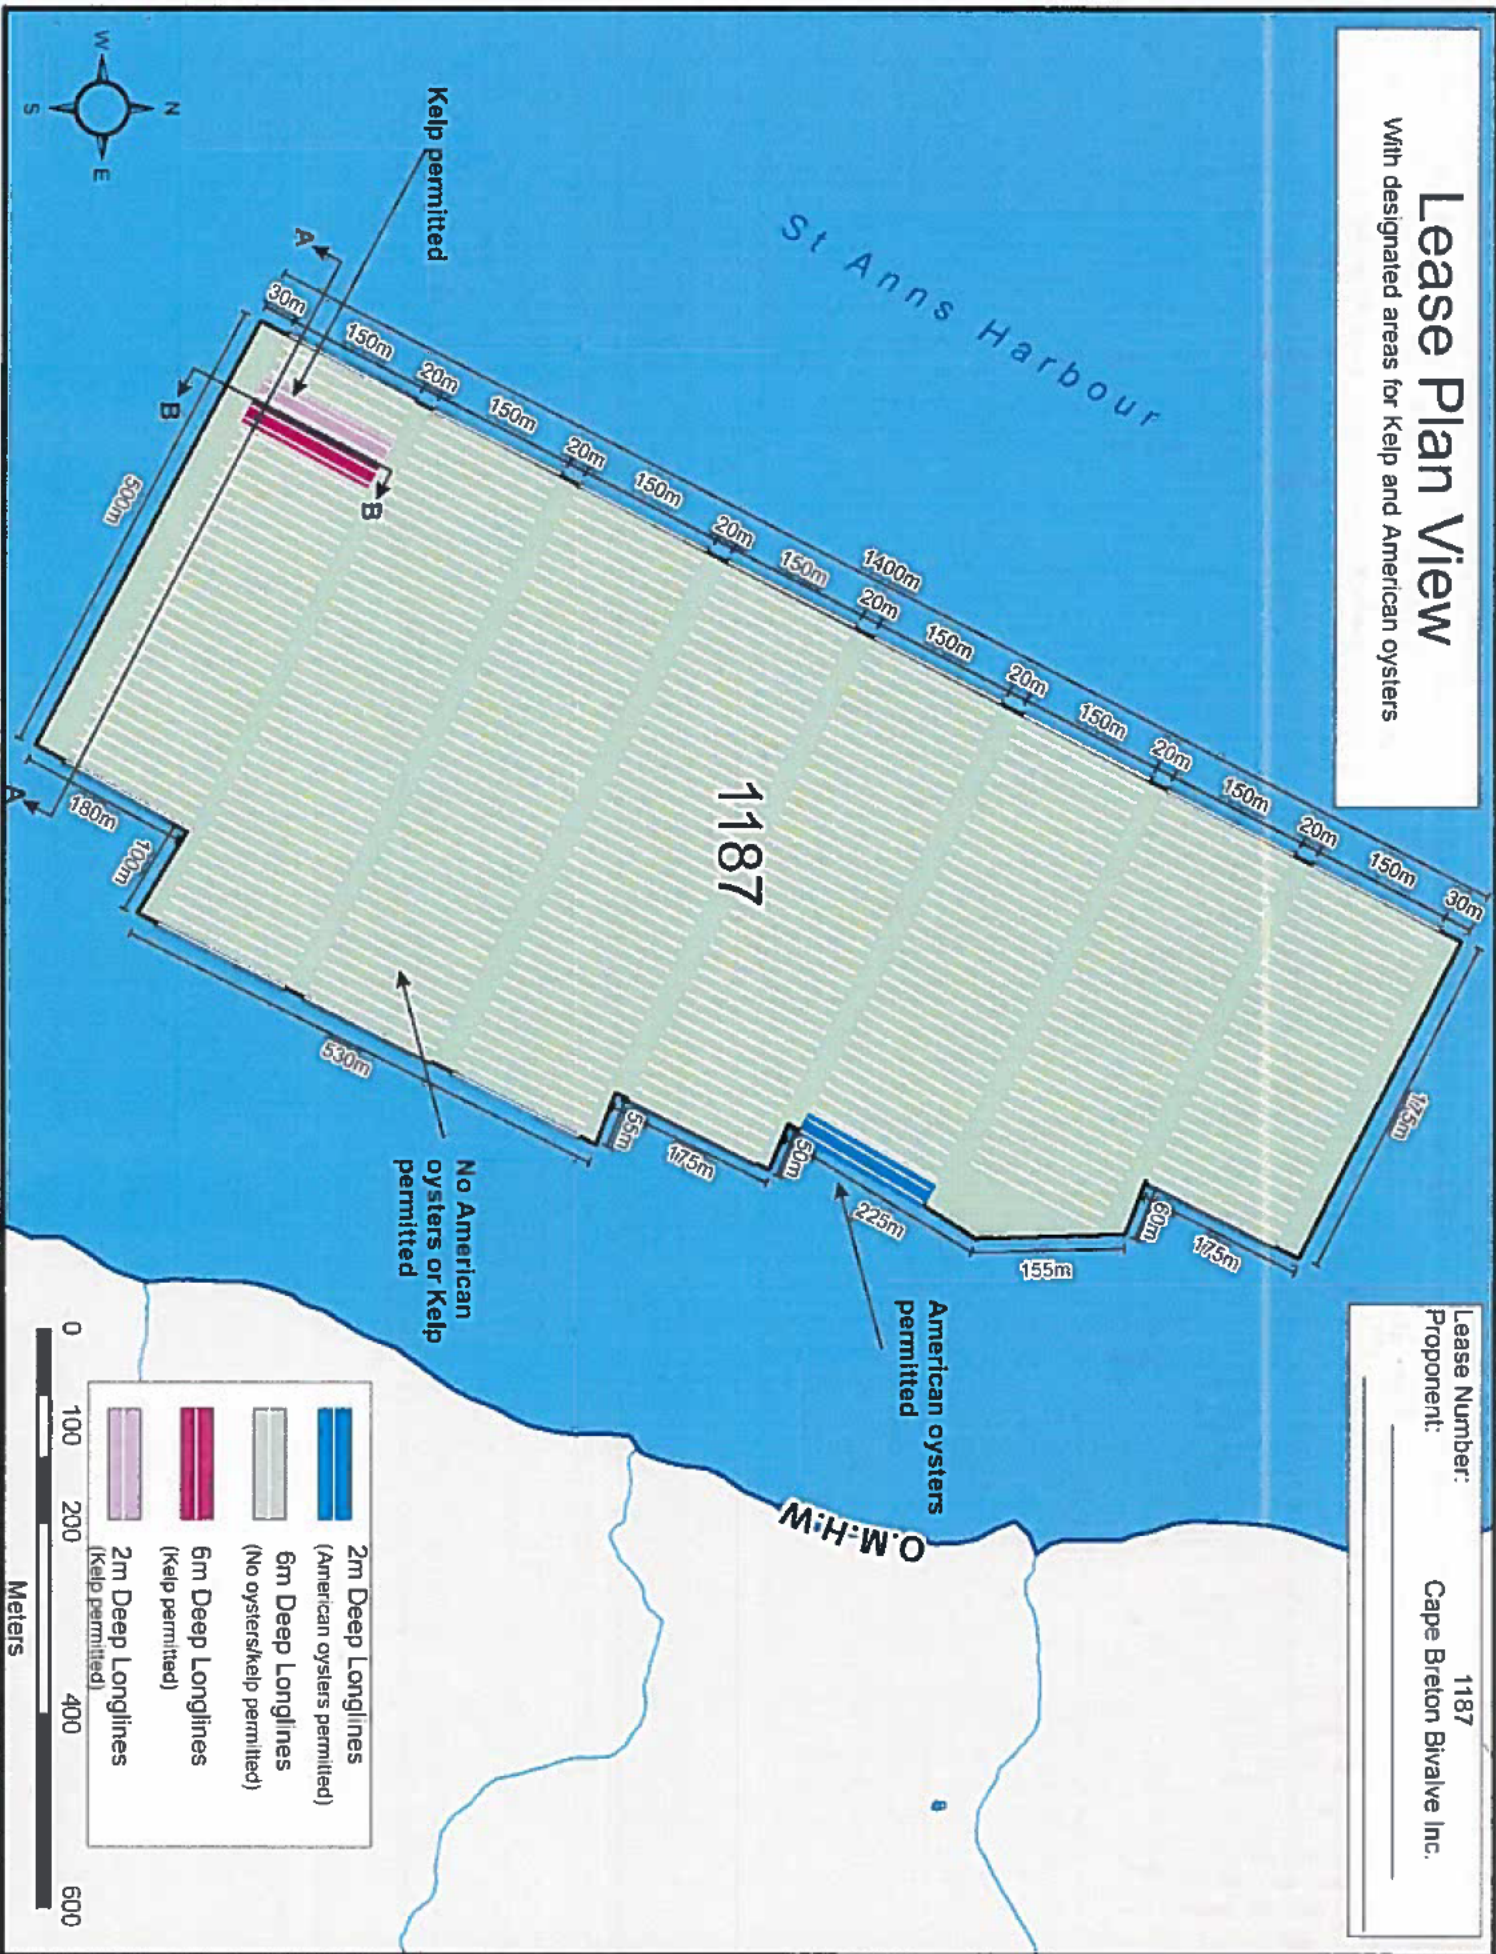 Lease Plan View
With designated areas for Kelp and American oysters
Lease Number: 1187
Proponent: Cape Breton Bivalve Inc.
St Anns Harbour
1187
Kelp permitted
American oysters
permitted
No American
oysters or Kelp
permitted
O.M.H.W
N
W
E
S
A
A
B
B
1400m
30m
150m
20m
150m
20m
150m
20m
150m
20m
150m
20m
150m
20m
150m
20m
150m
30m
175m
175m
60m
155m
225m
50m
175m
55m
530m
100m
180m
500m
2m Deep Longlines
(American oysters permitted)
6m Deep Longlines
(No oysters/kelp permitted)
6m Deep Longlines
(Kelp permitted)
2m Deep Longlines
(Kelp permitted)
0 100 200 400 600
Meters